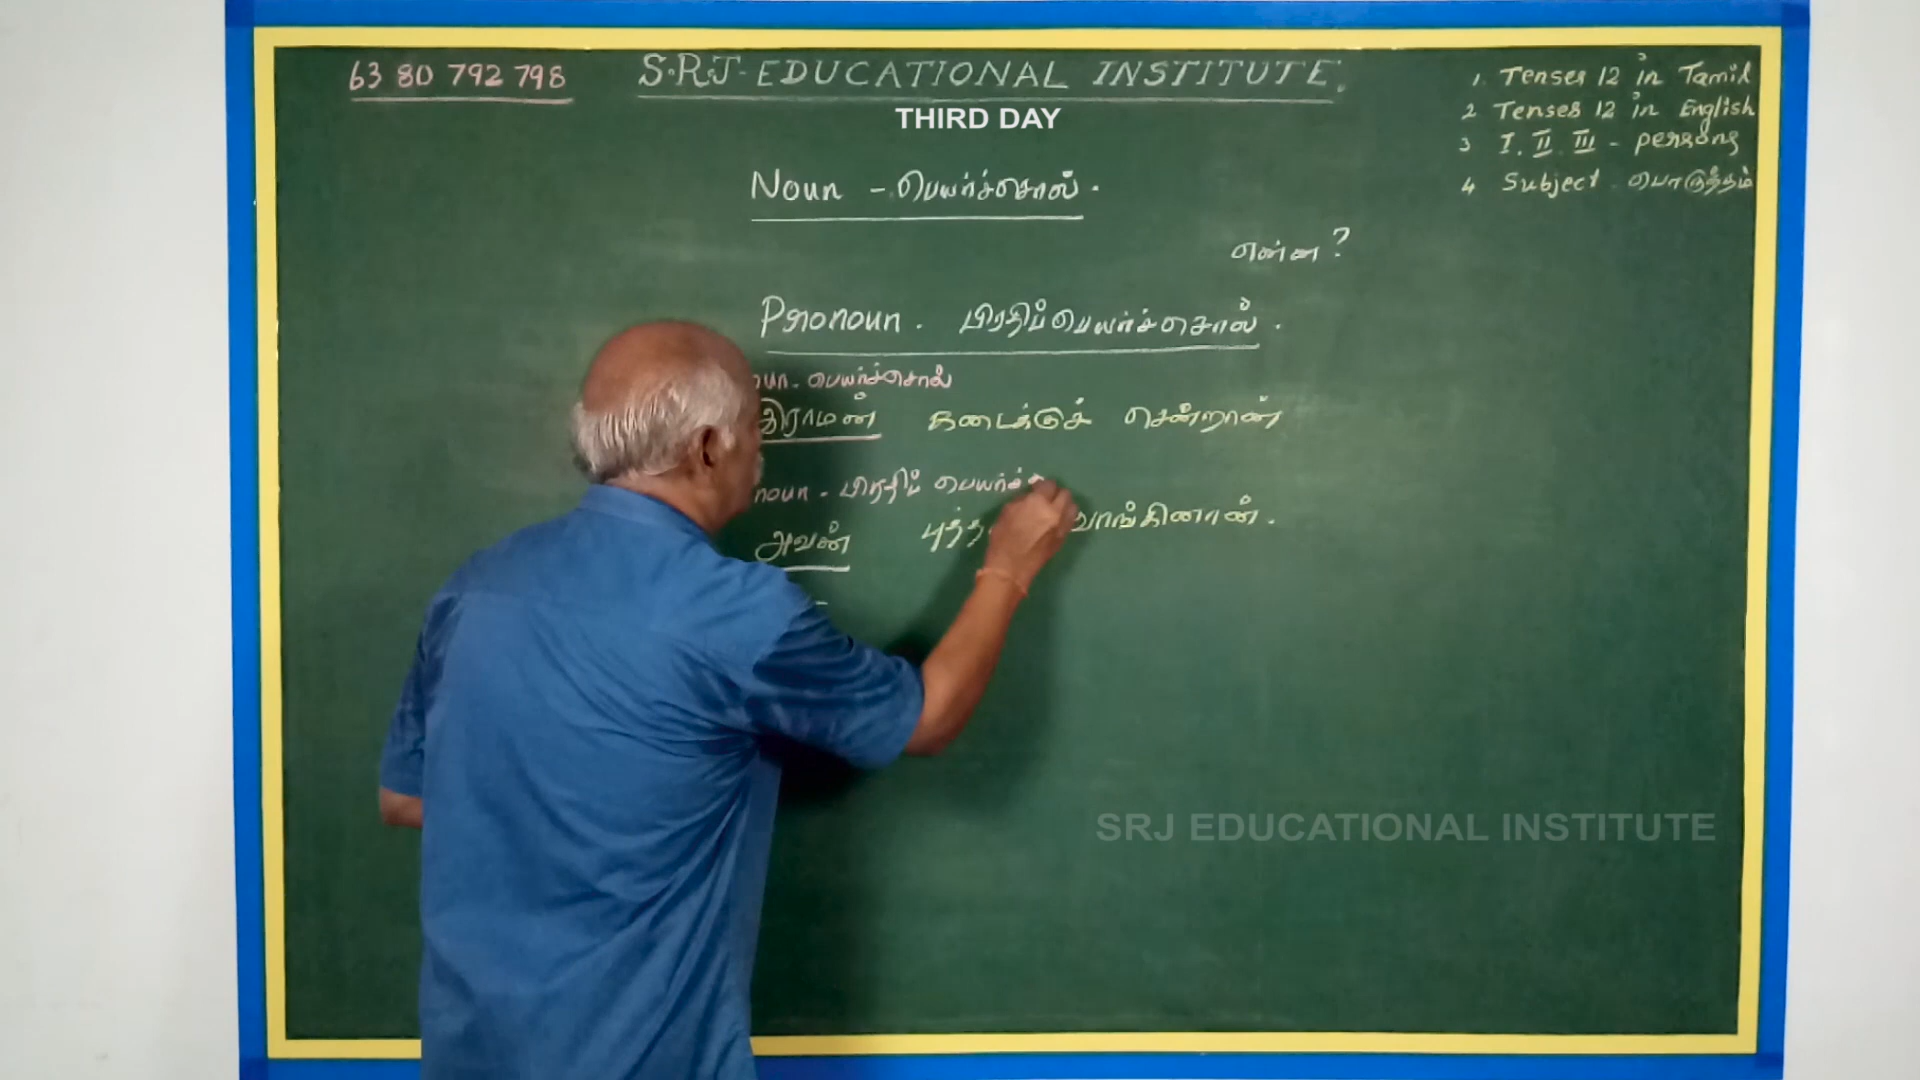 63 80 792 798 S.R.J. EDUCATIONAL INSTITUTE.
THIRD DAY
1. Tenses 12 in Tamil
2 Tenses 12 in English
3 I. II III - persons
4 Subject - பொருத்தம்
Noun - பெயர்ச்சொல்.
என்ன?
Pronoun. பிரதிப்பெயர்ச்சொல்.
oun - பெயர்ச்சொல்
இராமன் கடைக்குச் சென்றான்
noun - பிரதிப் பெயர்ச்
அவன் புத்த வாங்கினான்.
SRJ EDUCATIONAL INSTITUTE